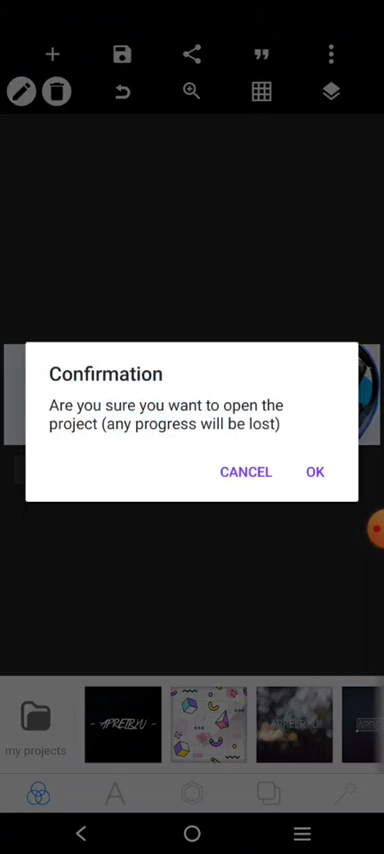 Confirmation
Are you sure you want to open the
project (any progress will be lost)
CANCEL OK
my projects
- APRETBYU -